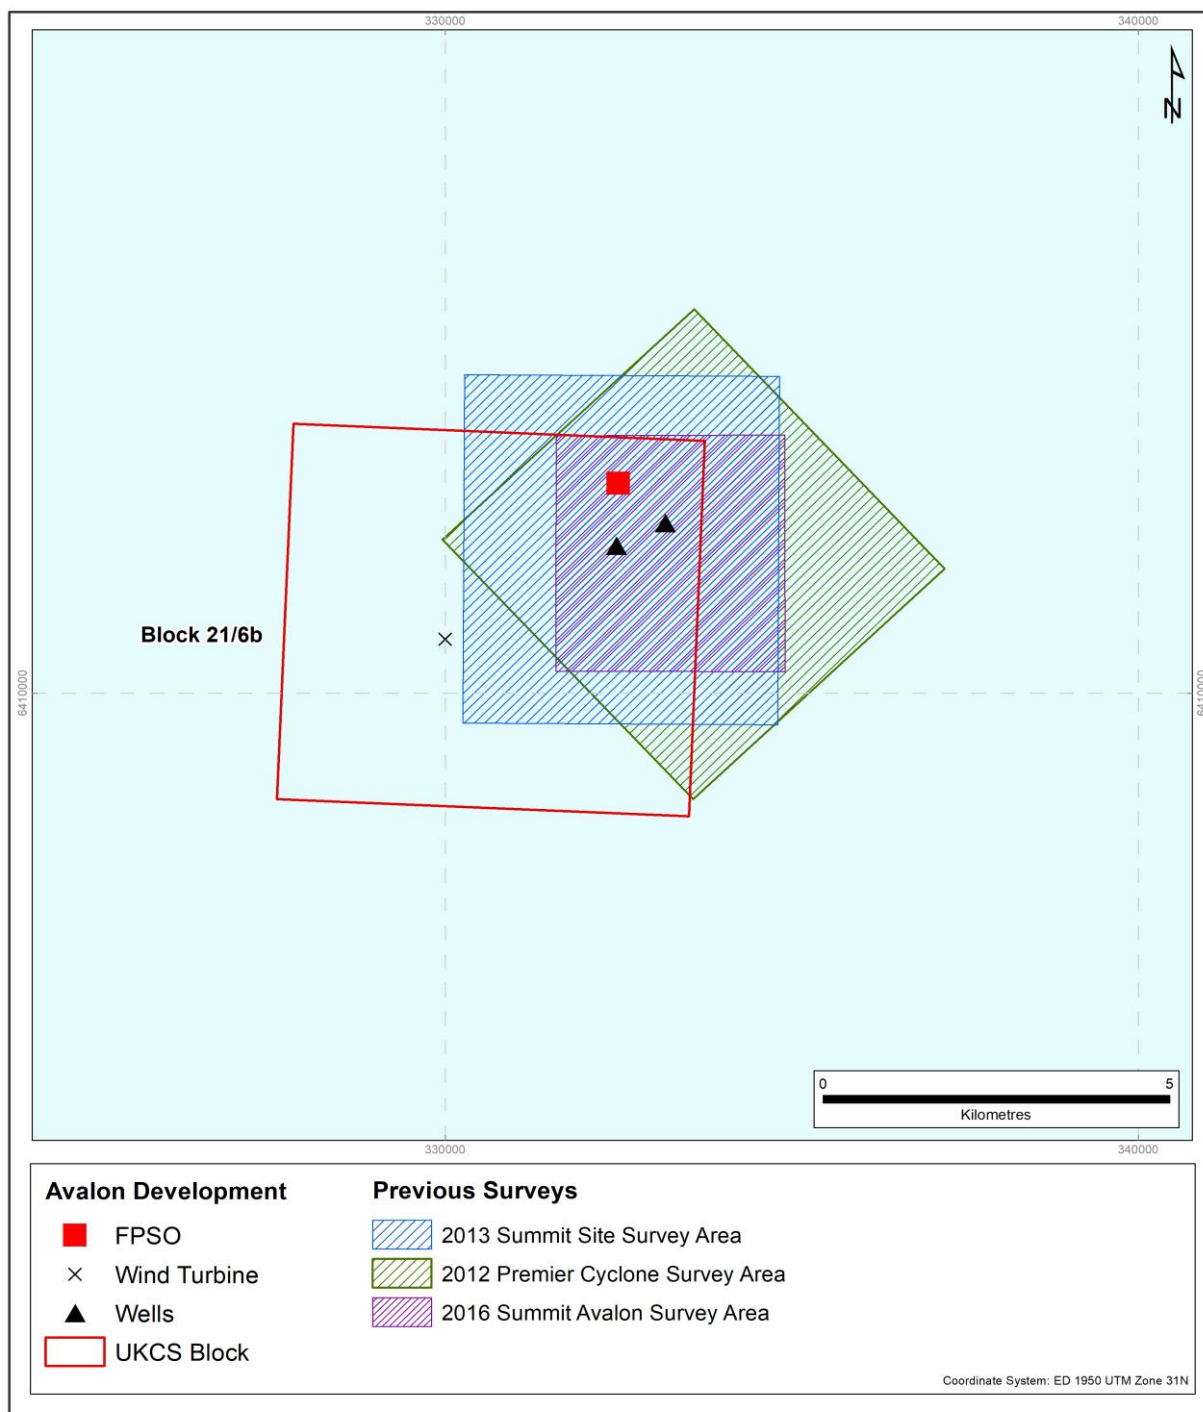 330000 340000
N
Block 21/6b
6410000 6410000
0 5
Kilometres
330000 340000
Avalon Development
FPSO
Wind Turbine
Wells
UKCS Block
Previous Surveys
2013 Summit Site Survey Area
2012 Premier Cyclone Survey Area
2016 Summit Avalon Survey Area
Coordinate System: ED 1950 UTM Zone 31N